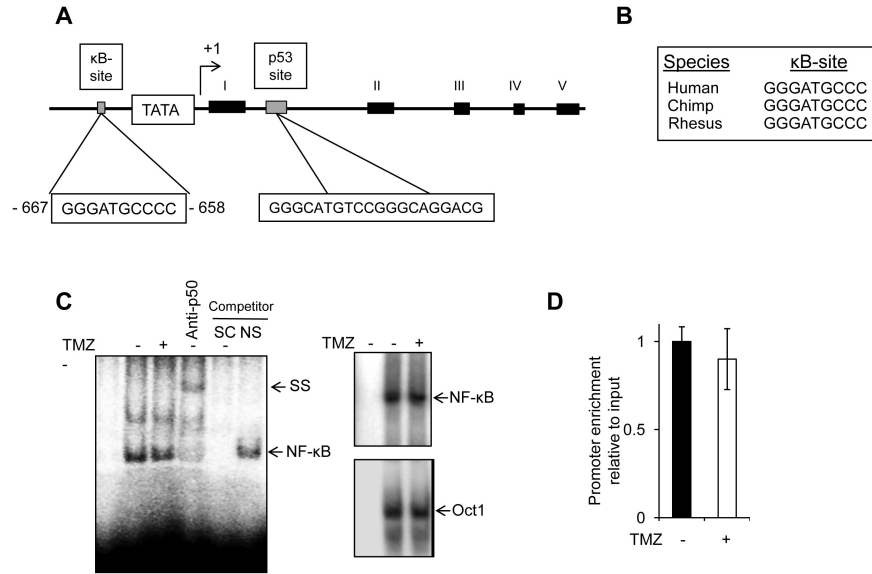 A
κB-
site
TATA
+1
I
p53
site
II
III
IV
V
- 667
GGGATGCCCC
- 658
GGGCATGTCCGGGCAGGACG
B
Species κB-site
Human GGGATGCCC
Chimp GGGATGCCC
Rhesus GGGATGCCC
C
Anti-p50
Competitor
SC NS
TMZ - + - -
-
SS
NF-κB
TMZ - - +
NF-κB
Oct1
D
Promoter enrichment
relative to input
1
0.5
0
TMZ - +